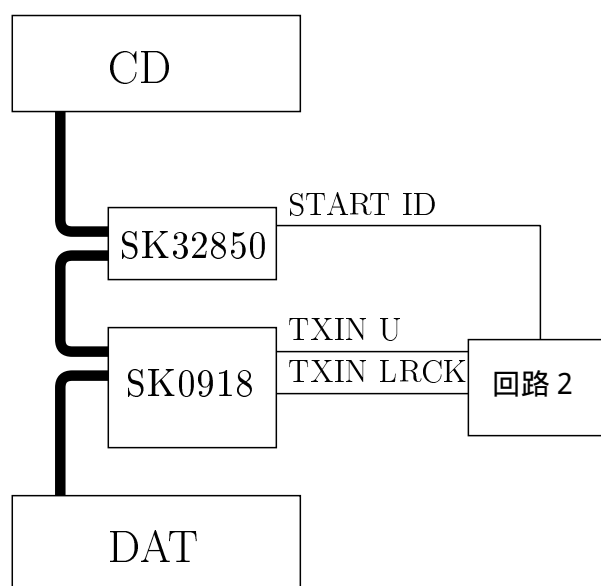 CD
START ID
SK32850
TXIN U
TXIN LRCK
SK0918
回路 2
DAT